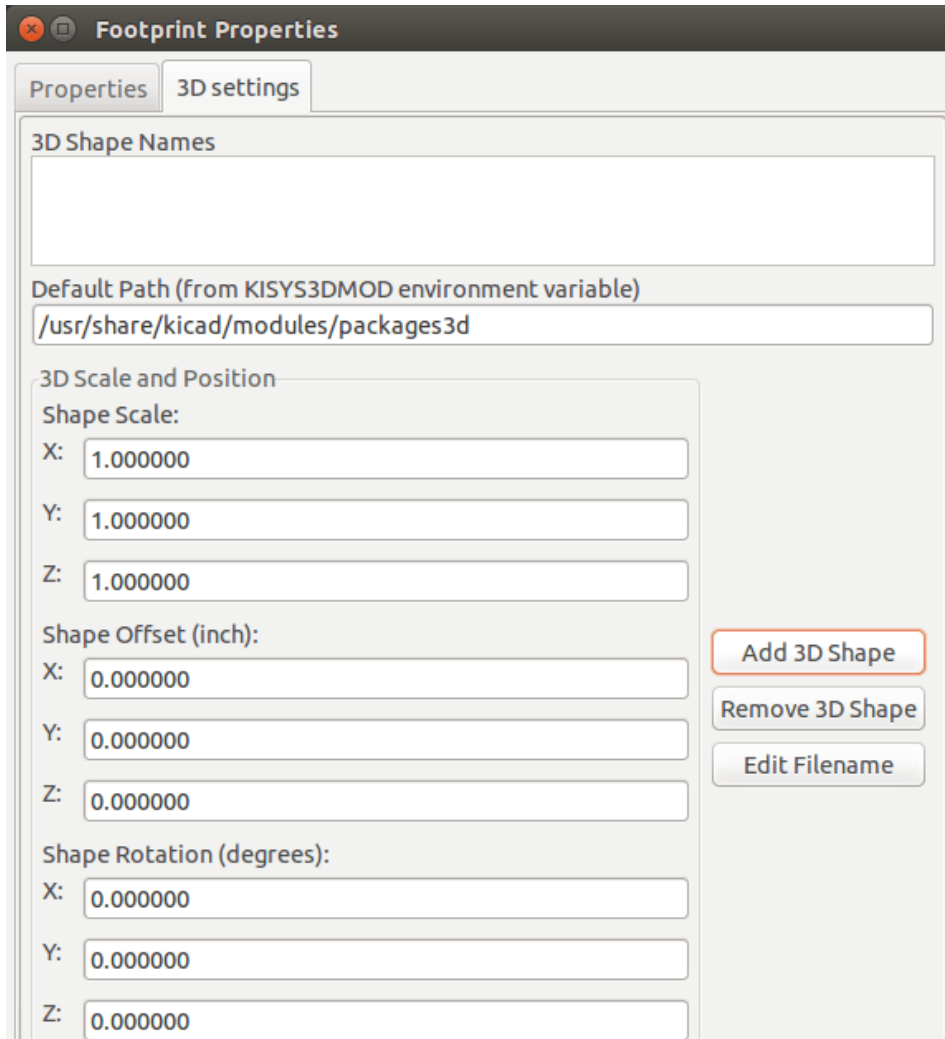 Footprint Properties
Properties 3D settings
3D Shape Names
Default Path (from KISYS3DMOD environment variable)
/usr/share/kicad/modules/packages3d
3D Scale and Position
Shape Scale:
X: 1.000000
Y: 1.000000
Z: 1.000000
Shape Offset (inch):
X: 0.000000
Y: 0.000000
Z: 0.000000
Add 3D Shape
Remove 3D Shape
Edit Filename
Shape Rotation (degrees):
X: 0.000000
Y: 0.000000
Z: 0.000000